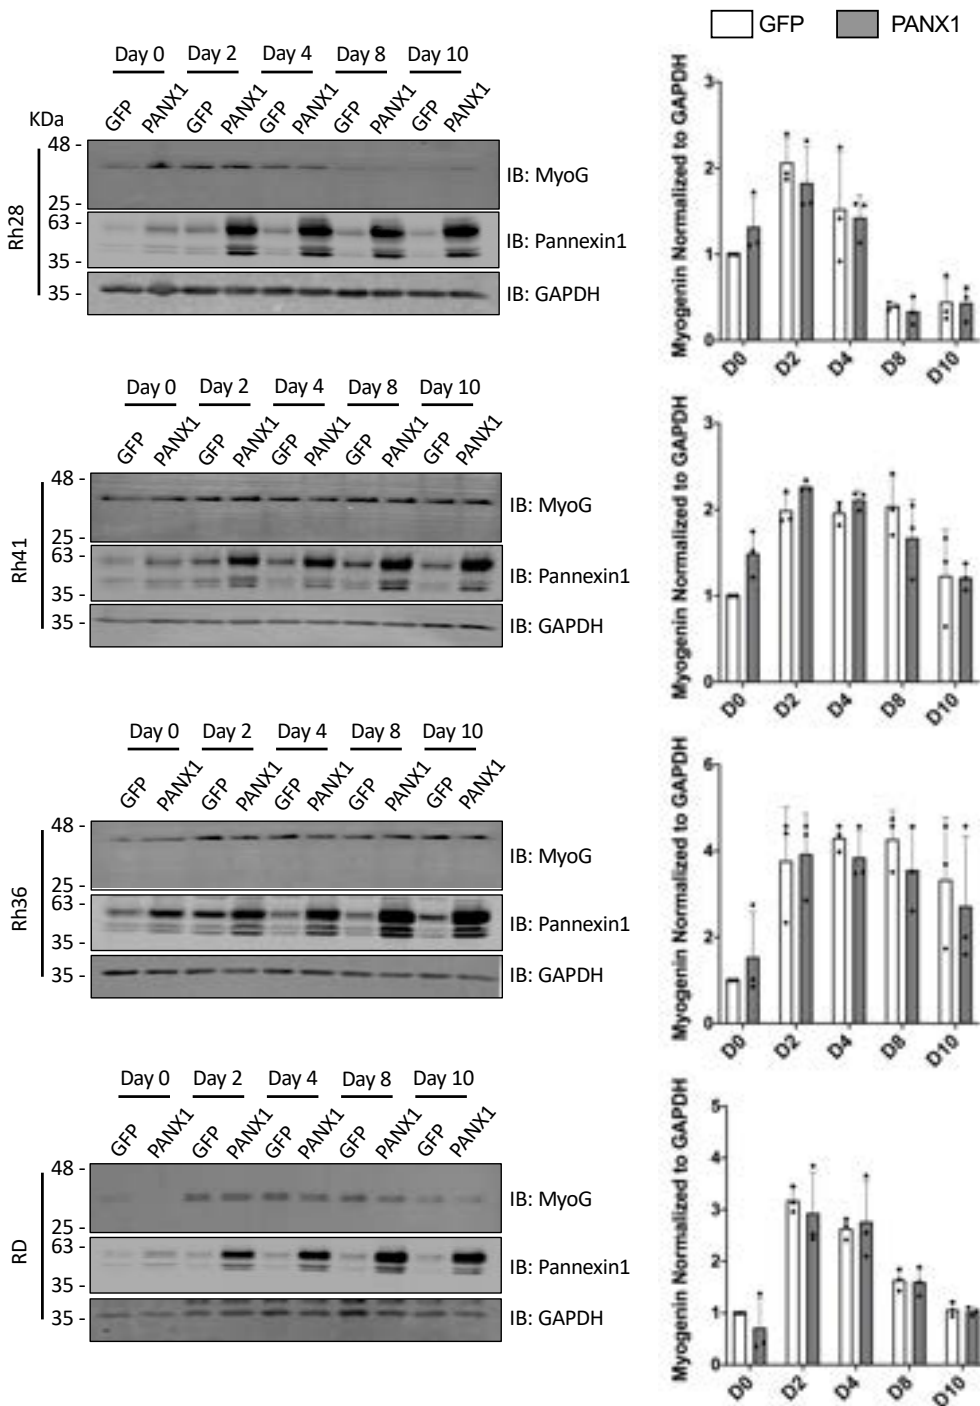 GFP PANX1
Day 0 Day 2 Day 4 Day 8 Day 10
GFP PANX1 GFP PANX1 GFP PANX1 GFP PANX1 GFP PANX1
KDa
Rh28
48 -
25 -
IB: MyoG
63 -
35 -
IB: Pannexin1
35 -
IB: GAPDH
Myogenin Normalized to GAPDH
3
2
1
0
D0 D2 D4 D8 D10
Day 0 Day 2 Day 4 Day 8 Day 10
GFP PANX1 GFP PANX1 GFP PANX1 GFP PANX1 GFP PANX1
Rh41
48 -
25 -
IB: MyoG
63 -
35 -
IB: Pannexin1
35 -
IB: GAPDH
Myogenin Normalized to GAPDH
3
2
1
0
D0 D2 D4 D8 D10
Day 0 Day 2 Day 4 Day 8 Day 10
GFP PANX1 GFP PANX1 GFP PANX1 GFP PANX1 GFP PANX1
Rh36
48 -
25 -
IB: MyoG
63 -
35 -
IB: Pannexin1
35 -
IB: GAPDH
Myogenin Normalized to GAPDH
6
4
2
0
D0 D2 D4 D8 D10
Day 0 Day 2 Day 4 Day 8 Day 10
GFP PANX1 GFP PANX1 GFP PANX1 GFP PANX1 GFP PANX1
RD
48 -
25 -
IB: MyoG
63 -
35 -
IB: Pannexin1
35 -
IB: GAPDH
Myogenin Normalized to GAPDH
5
4
3
2
1
0
D0 D2 D4 D8 D10